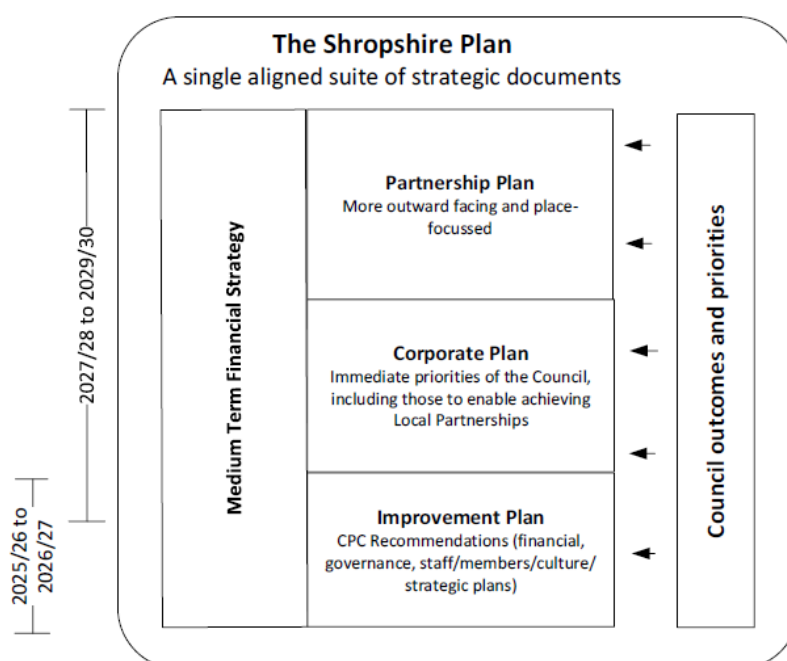 The Shropshire Plan
A single aligned suite of strategic documents
2027/28 to 2029/30
2025/26 to
2026/27
Medium Term Financial Strategy
Partnership Plan
More outward facing and place-
focussed
Corporate Plan
Immediate priorities of the Council,
including those to enable achieving
Local Partnerships
Improvement Plan
CPC Recommendations (financial,
governance, staff/members/culture/
strategic plans)
Council outcomes and priorities